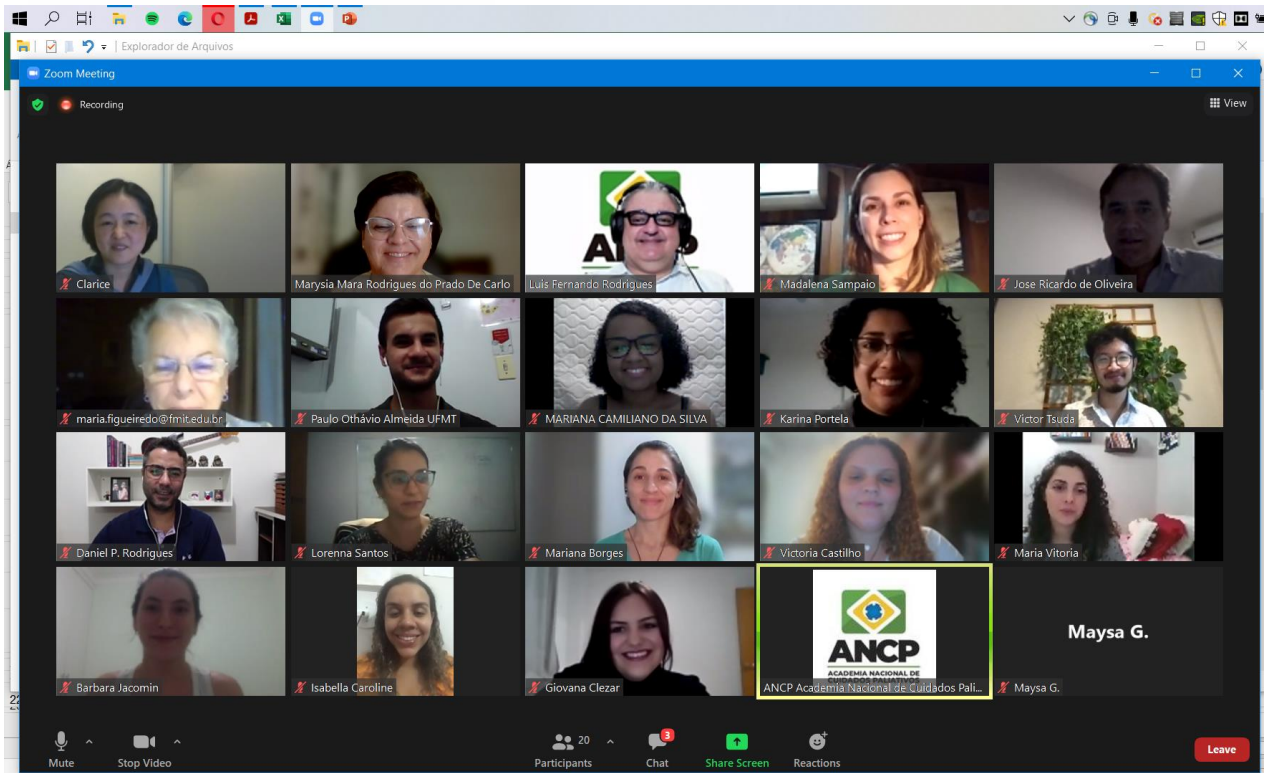 Explorador de Arquivos
Zoom Meeting
Recording
View
Clarice
Marysia Mara Rodrigues do Prado De Carlo
Luis Fernando Rodrigues
Madalena Sampaio
Jose Ricardo de Oliveira
maria.figueiredo@fmit.edu.br
Paulo Othávio Almeida UFMT
MARIANA CAMILIANO DA SILVA
Karina Portela
Victor Tsuda
Daniel P. Rodrigues
Lorenna Santos
Mariana Borges
Victoria Castilho
Maria Vitoria
ANCP
ACADEMIA NACIONAL DE
CUIDADOS PALIATIVOS
Maysa G.
Barbara Jacomin
Isabella Caroline
Giovana Clezar
ANCP Academia Nacional de Cuidados Pali...
Maysa G.
Mute
Stop Video
20
Participants
3
Chat
Share Screen
Reactions
Leave